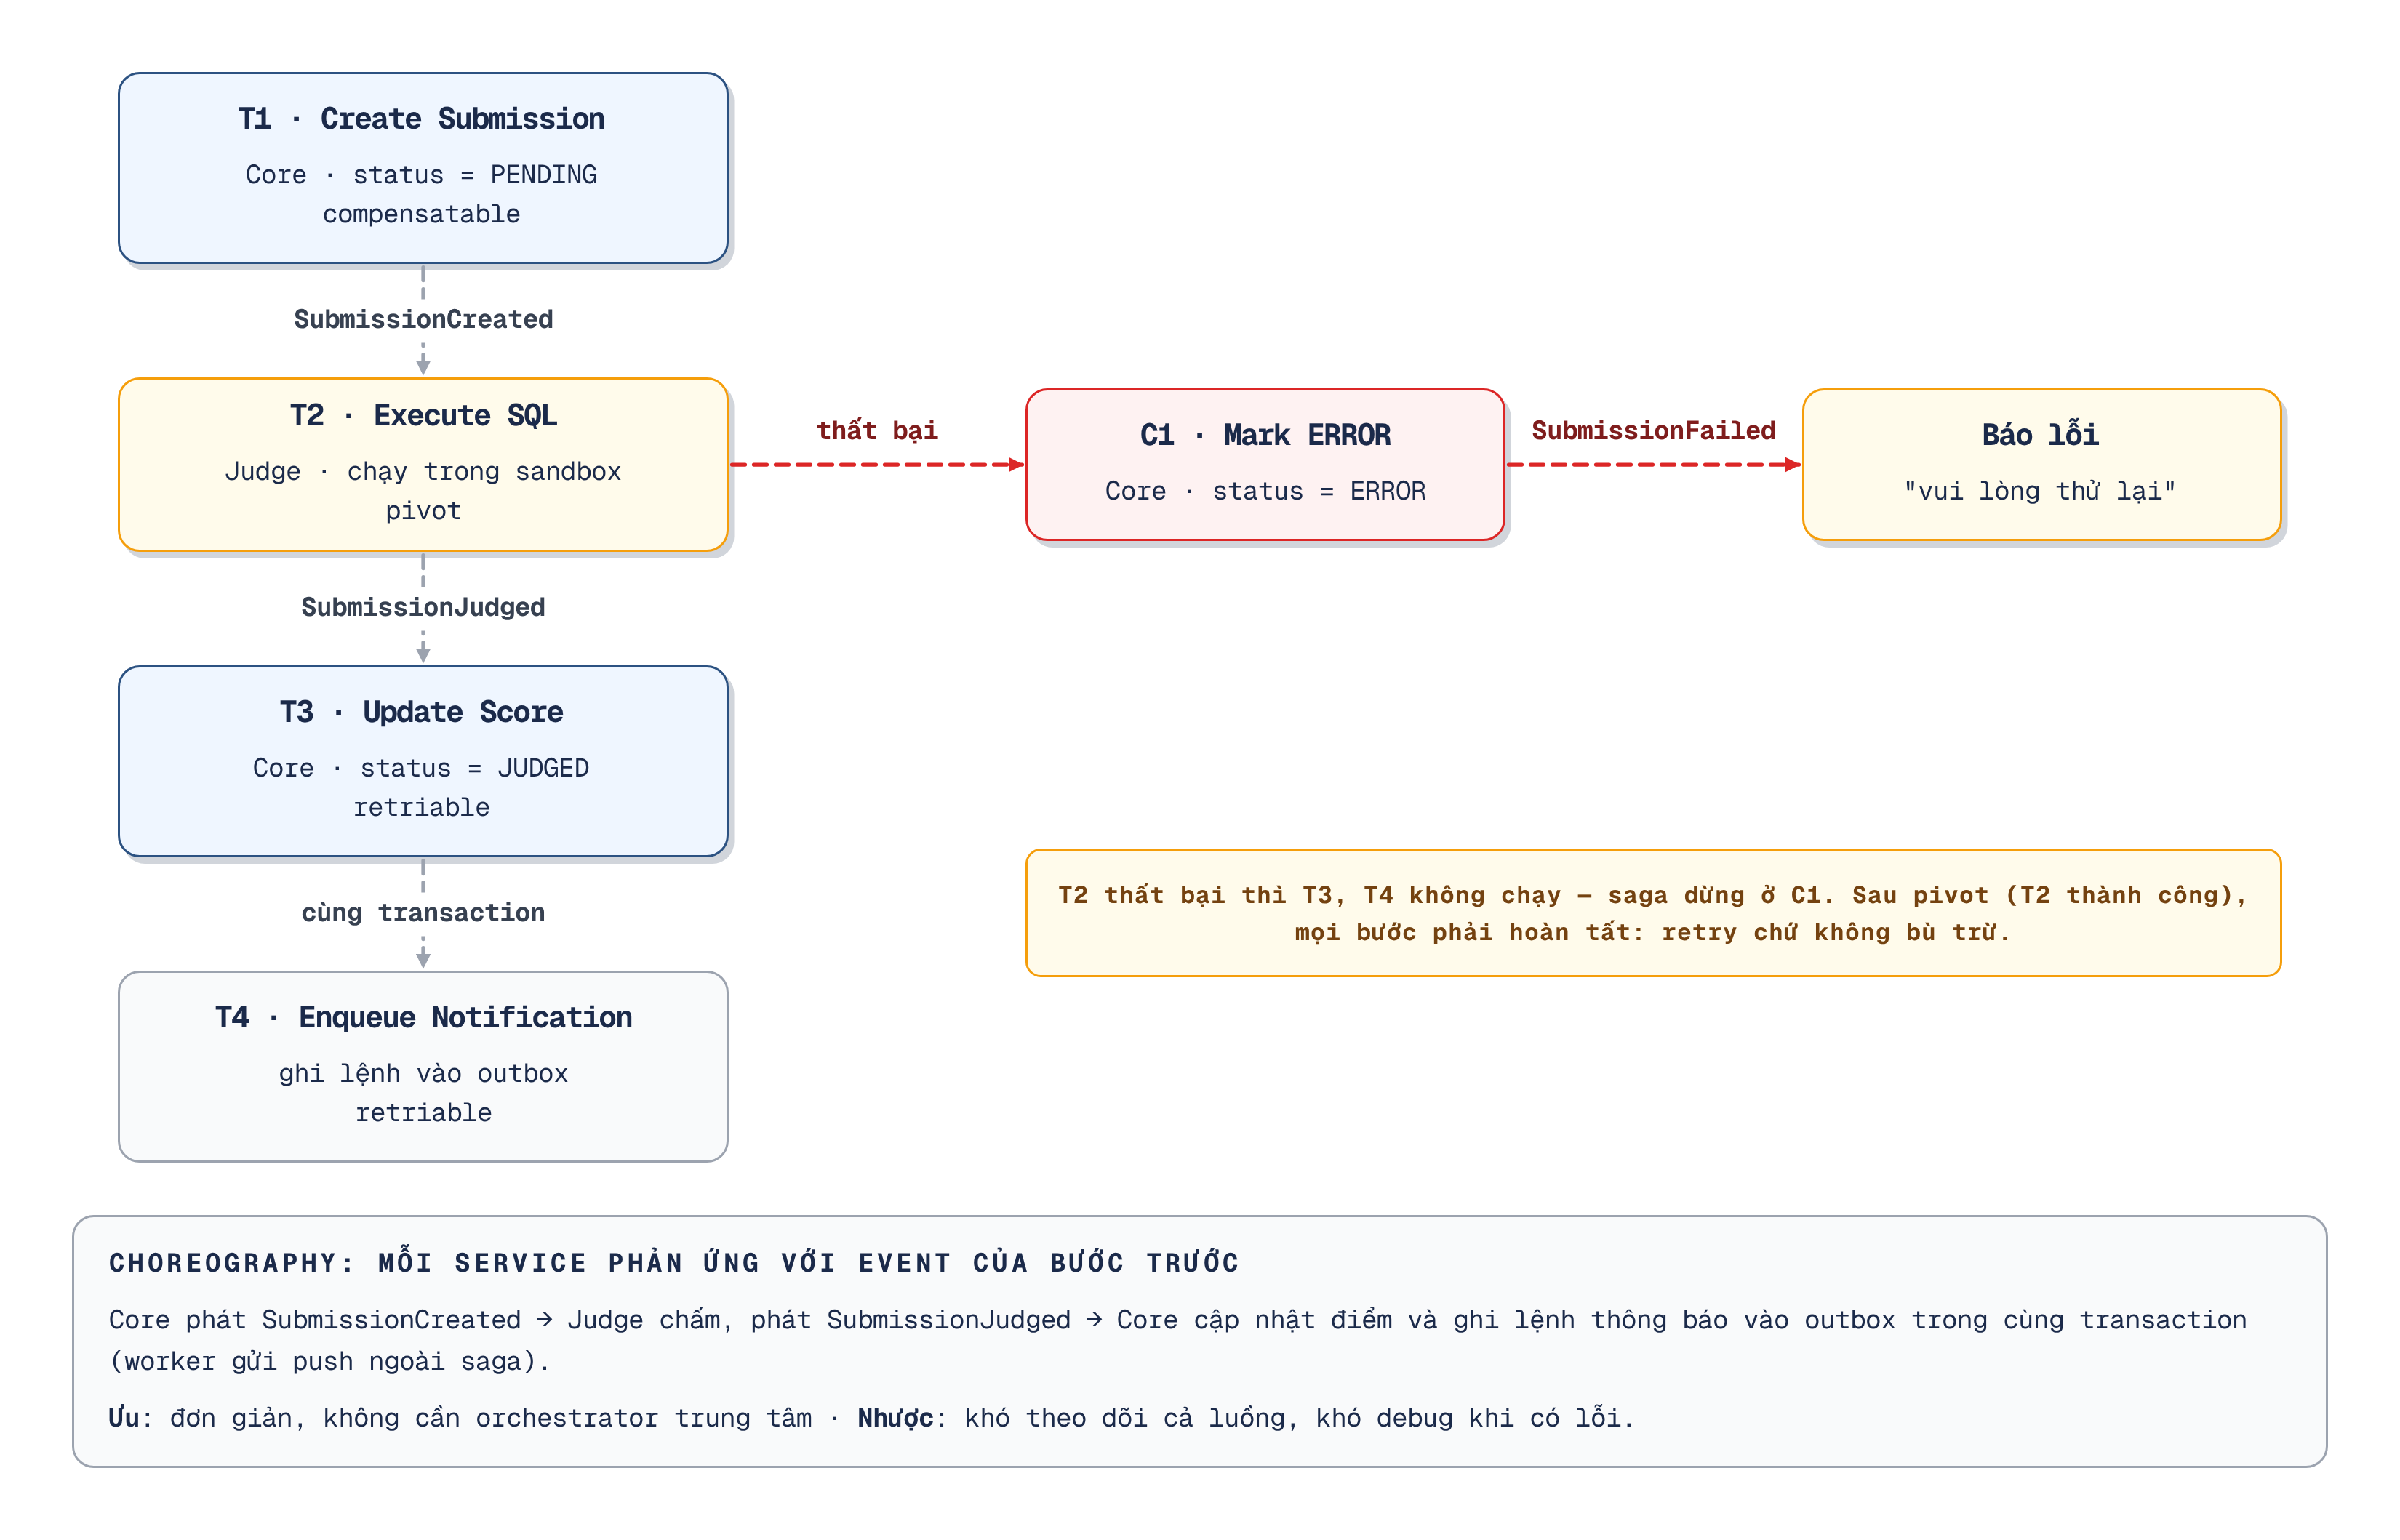 T1 · Create Submission
Core · status = PENDING
compensatable
SubmissionCreated
T2 · Execute SQL
Judge · chạy trong sandbox
pivot
thất bại
C1 · Mark ERROR
Core · status = ERROR
SubmissionFailed
Báo lỗi
"vui lòng thử lại"
SubmissionJudged
T3 · Update Score
Core · status = JUDGED
retriable
T2 thất bại thì T3, T4 không chạy — saga dừng ở C1. Sau pivot (T2 thành công),
mọi bước phải hoàn tất: retry chứ không bù trừ.
cùng transaction
T4 · Enqueue Notification
ghi lệnh vào outbox
retriable
CHOREOGRAPHY: MỖI SERVICE PHẢN ỨNG VỚI EVENT CỦA BƯỚC TRƯỚC
Core phát SubmissionCreated → Judge chấm, phát SubmissionJudged → Core cập nhật điểm và ghi lệnh thông báo vào outbox trong cùng transaction
(worker gửi push ngoài saga).
Ưu: đơn giản, không cần orchestrator trung tâm · Nhược: khó theo dõi cả luồng, khó debug khi có lỗi.